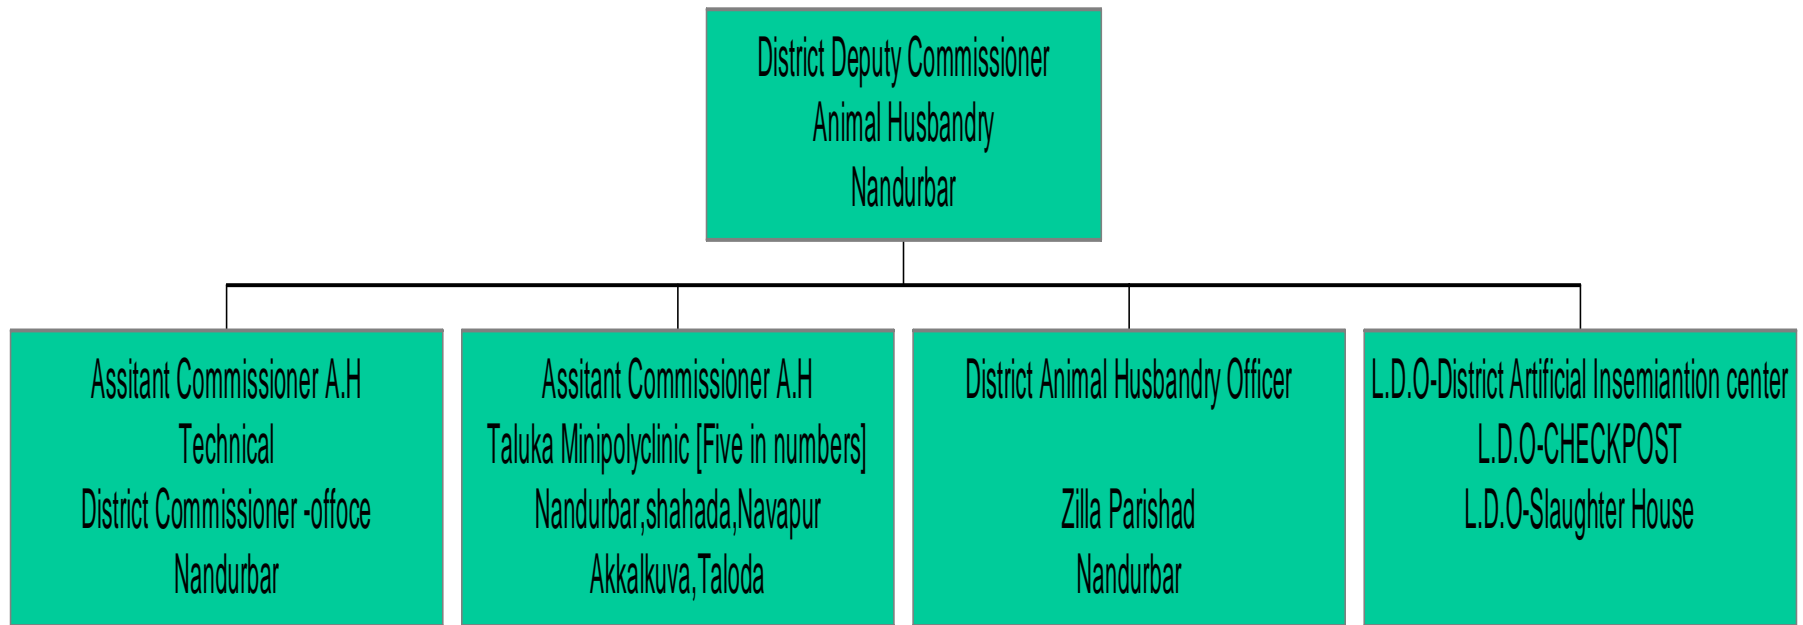 District Deputy Commissioner
Animal Husbandry
Nandurbar
Assitant Commissioner A.H
Technical
District Commissioner -offoce
Nandurbar
Assitant Commissioner A.H
Taluka Minipolyclinic [Five in numbers]
Nandurbar,shahada,Navapur
Akkalkuva,Taloda
District Animal Husbandry Officer
Zilla Parishad
Nandurbar
L.D.O-District Artificial Insemiantion center
L.D.O-CHECKPOST
L.D.O-Slaughter House